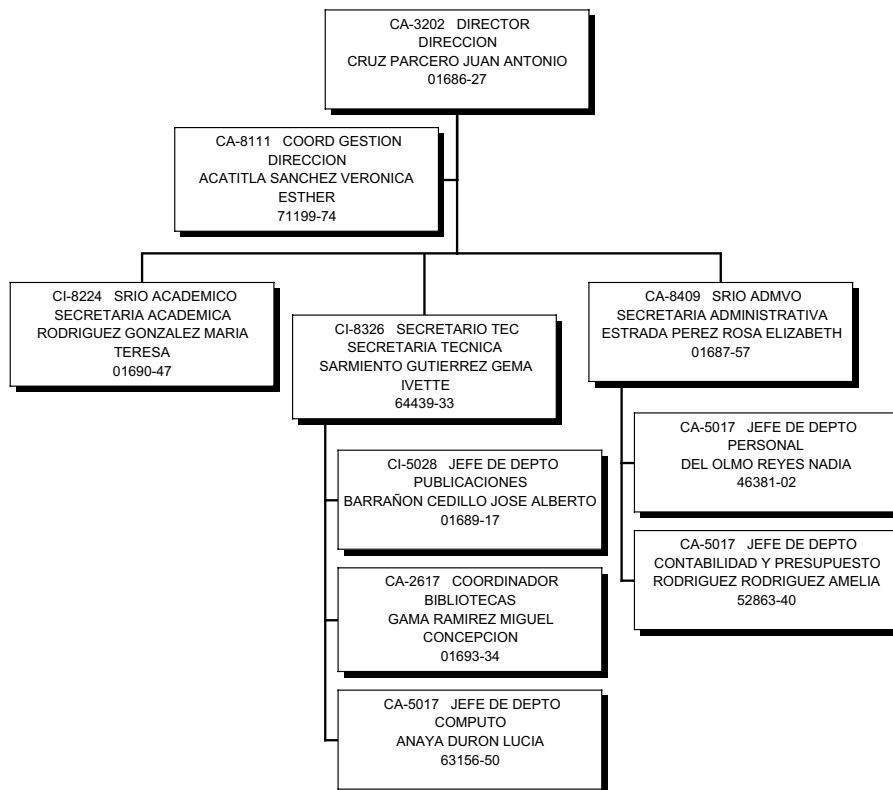 CA-3202 DIRECTOR
DIRECCION
CRUZ PARCERO JUAN ANTONIO
01686-27
CA-8111 COORD GESTION
DIRECCION
ACATITLA SANCHEZ VERONICA
ESTHER
71199-74
CI-8224 SRIO ACADEMICO
SECRETARIA ACADEMICA
RODRIGUEZ GONZALEZ MARIA
TERESA
01690-47
CI-8326 SECRETARIO TEC
SECRETARIA TECNICA
SARMIENTO GUTIERREZ GEMA
IVETTE
64439-33
CI-5028 JEFE DE DEPTO
PUBLICACIONES
BARRAÑON CEDILLO JOSE ALBERTO
01689-17
CA-2617 COORDINADOR
BIBLIOTECAS
GAMA RAMIREZ MIGUEL
CONCEPCION
01693-34
CA-5017 JEFE DE DEPTO
COMPUTO
ANAYA DURON LUCIA
63156-50
CA-8409 SRIO ADMVO
SECRETARIA ADMINISTRATIVA
ESTRADA PEREZ ROSA ELIZABETH
01687-57
CA-5017 JEFE DE DEPTO
PERSONAL
DEL OLMO REYES NADIA
46381-02
CA-5017 JEFE DE DEPTO
CONTABILIDAD Y PRESUPUESTO
RODRIGUEZ RODRIGUEZ AMELIA
52863-40